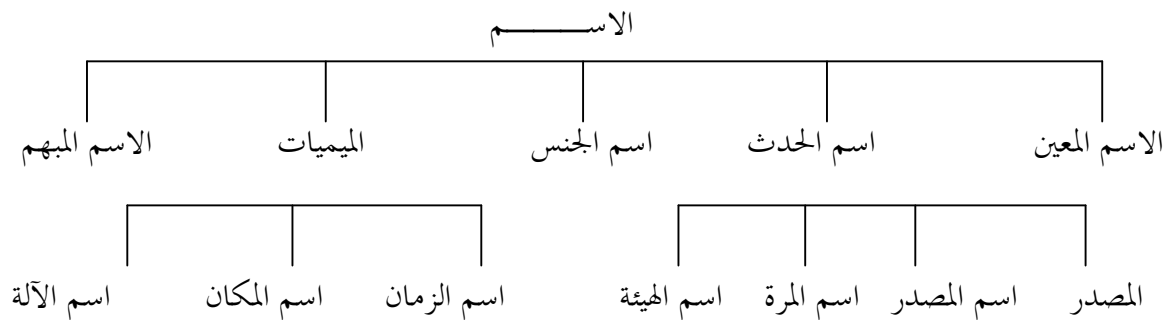 الاســـــم
الاسم المعين اسم الحدث اسم الجنس الميميات الاسم المبهم
المصدر اسم المصدر اسم المرة اسم الهيئة اسم الزمان اسم المكان اسم الآلة